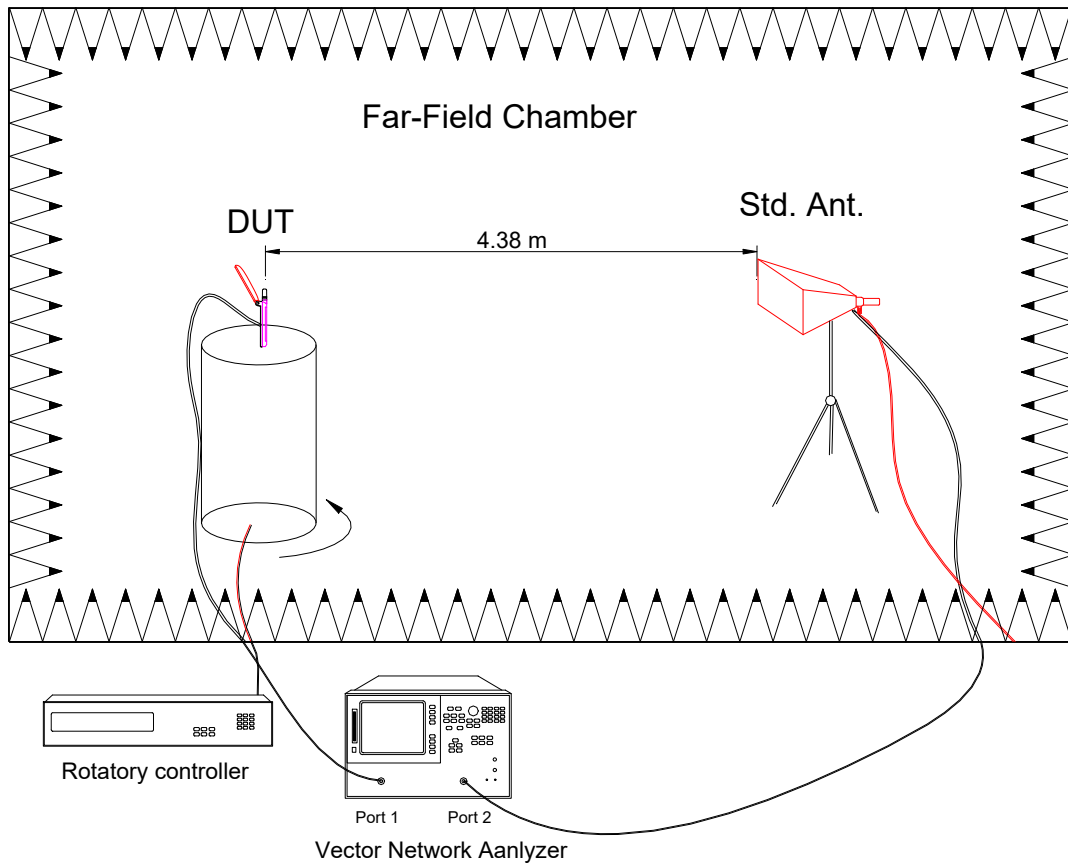 Far-Field Chamber
DUT
Std. Ant.
4.38 m
Rotatory controller
Port 1
Port 2
Vector Network Aanlyzer